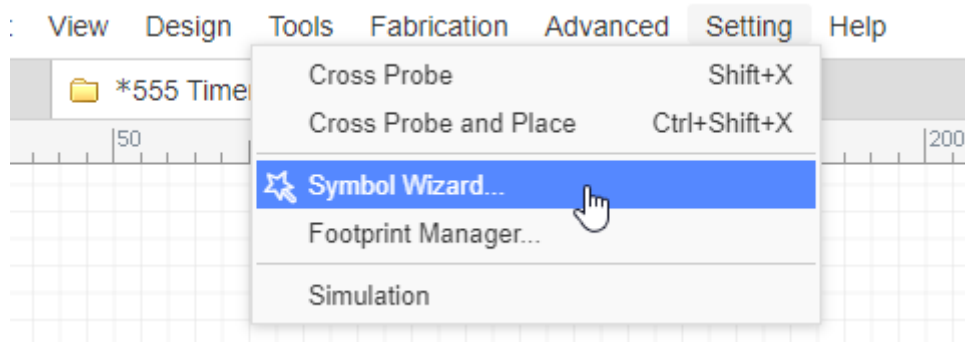 : View Design Tools Fabrication Advanced Setting Help
*555 Time
50
200
Cross Probe Shift+X
Cross Probe and Place Ctrl+Shift+X
Symbol Wizard...
Footprint Manager...
Simulation